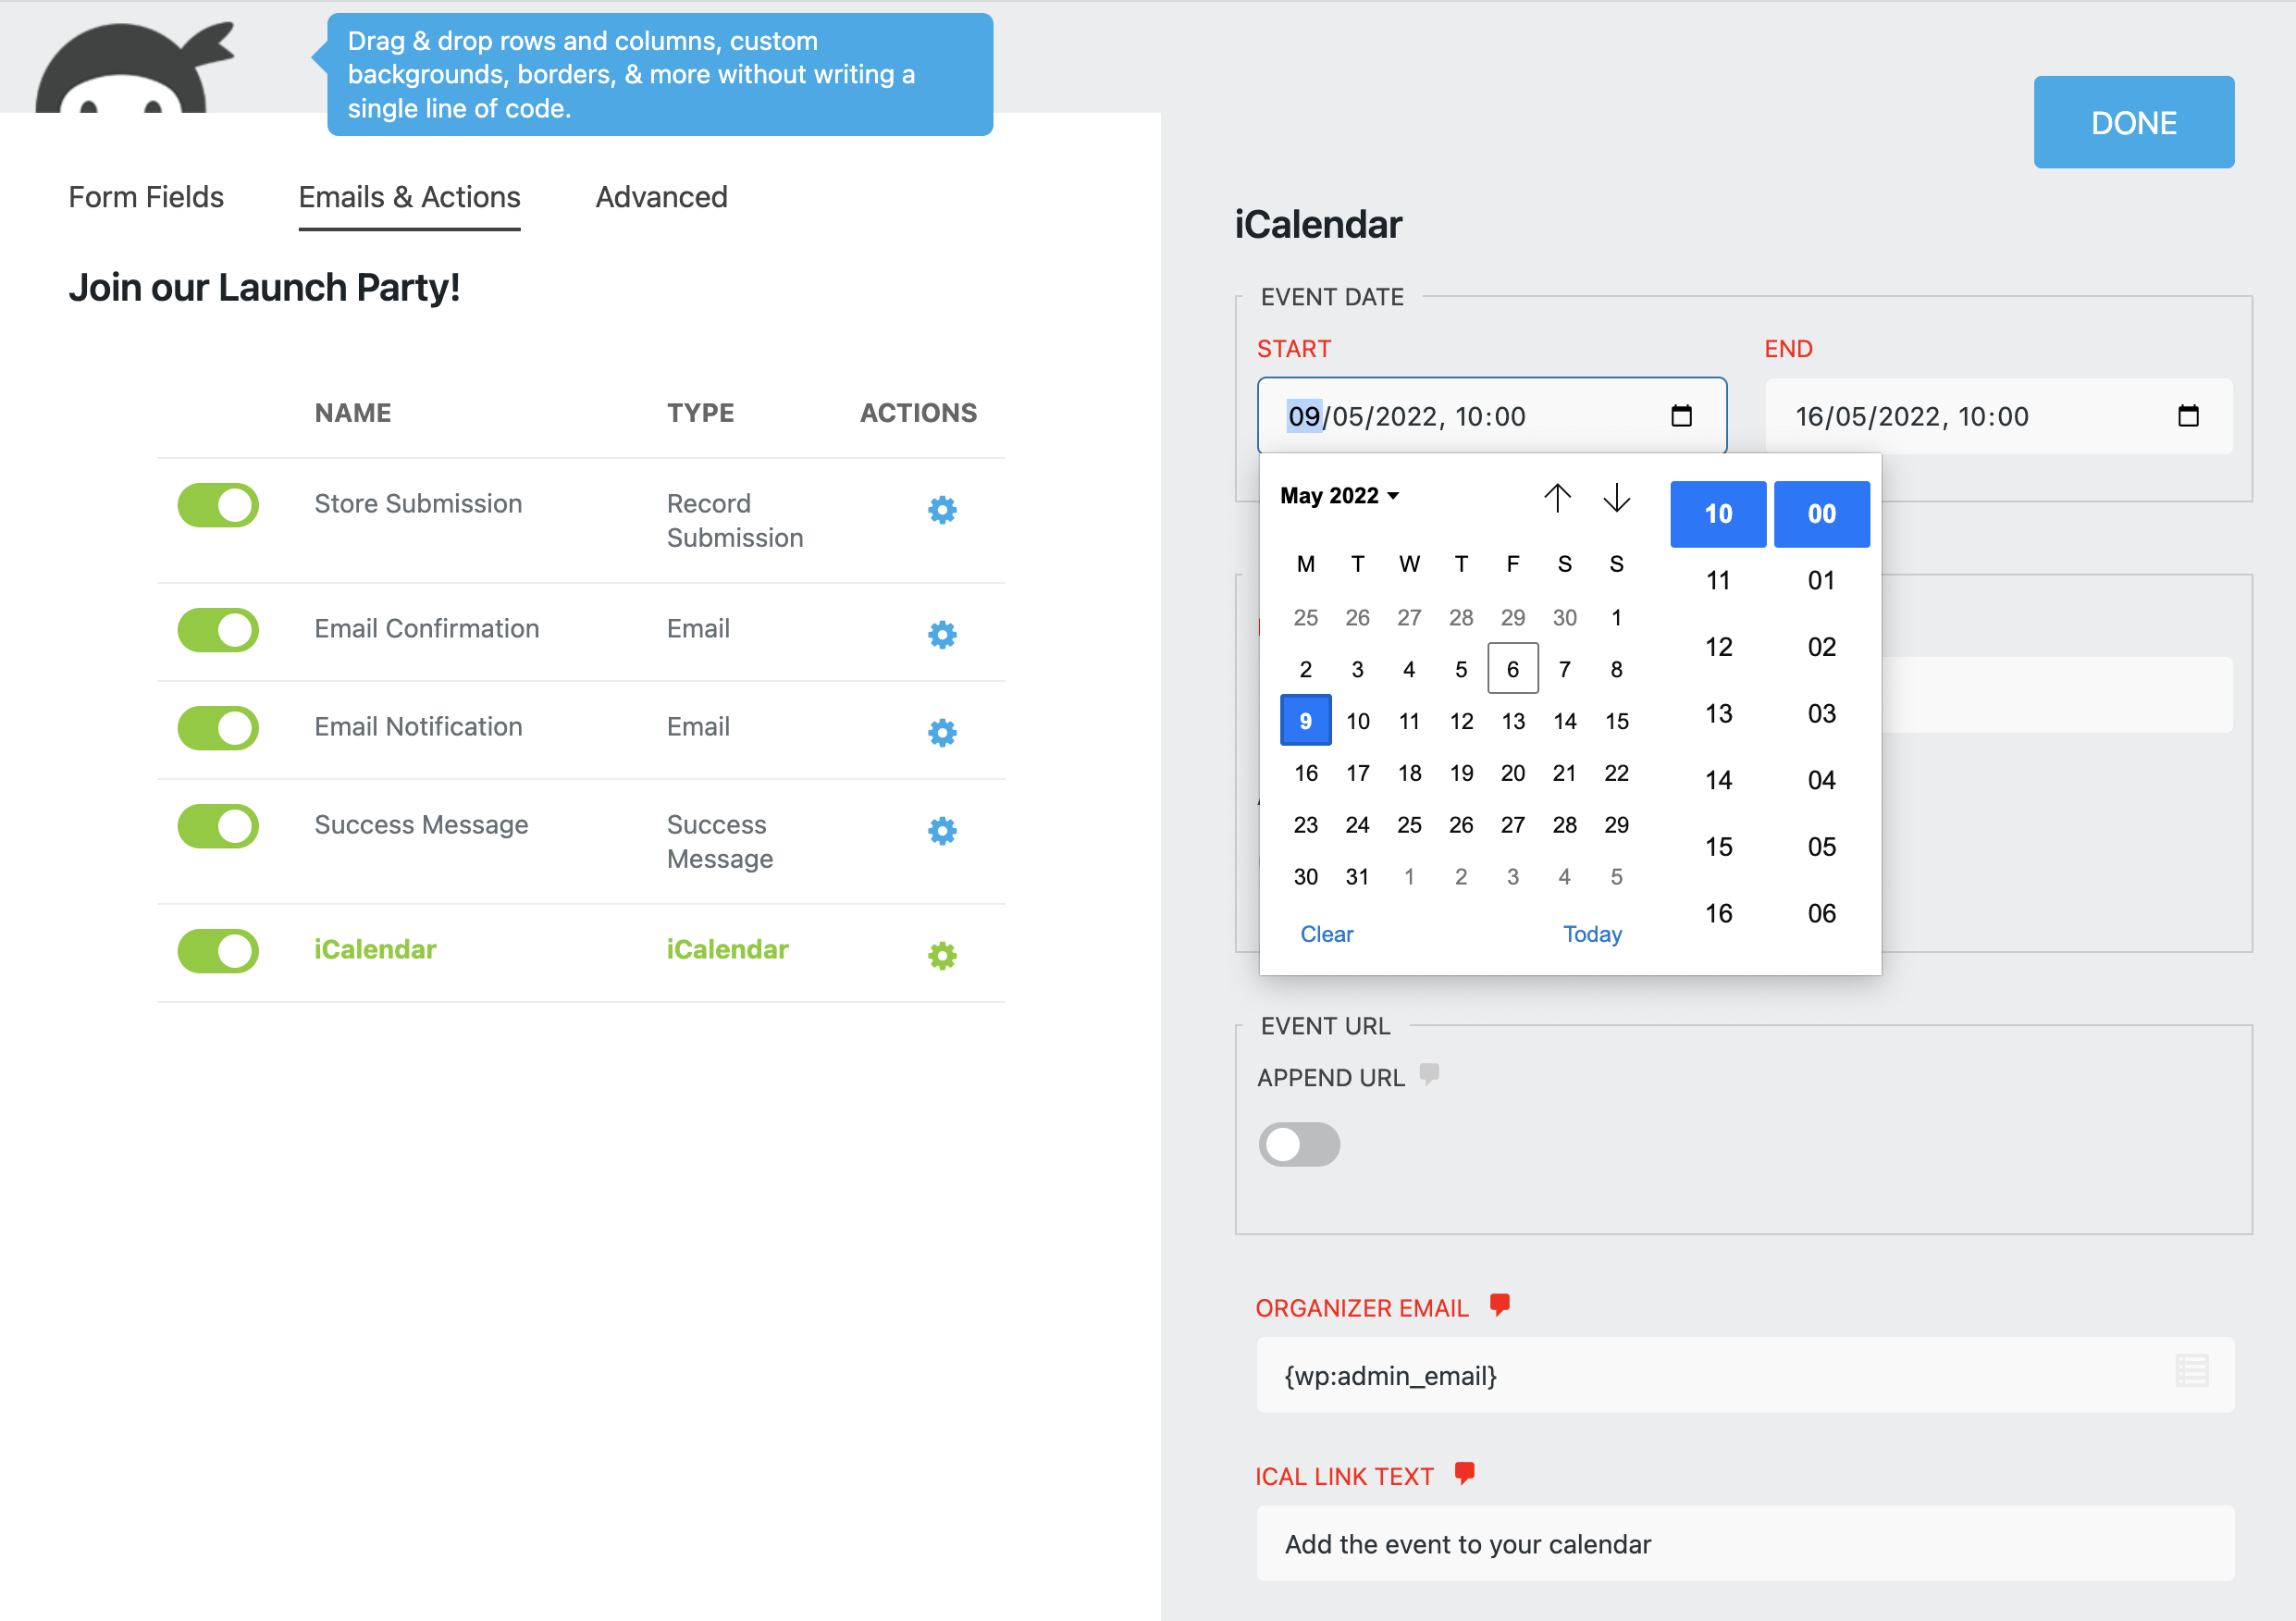 Drag & drop rows and columns, custom
backgrounds, borders, & more without writing a
single line of code.
DONE
Form Fields Emails & Actions Advanced
Join our Launch Party!
NAME TYPE ACTIONS
Store Submission Record
Submission
Email Confirmation Email
Email Notification Email
Success Message Success
Message
iCalendar iCalendar
iCalendar
EVENT DATE
START END
09/05/2022, 10:00 16/05/2022, 10:00
May 2022
M T W T F S S
25 26 27 28 29 30 1
2 3 4 5 6 7 8
9 10 11 12 13 14 15
16 17 18 19 20 21 22
23 24 25 26 27 28 29
30 31 1 2 3 4 5
Clear Today
10 00
11 01
12 02
13 03
14 04
15 05
16 06
EVENT URL
APPEND URL
ORGANIZER EMAIL
{wp:admin_email}
ICAL LINK TEXT
Add the event to your calendar